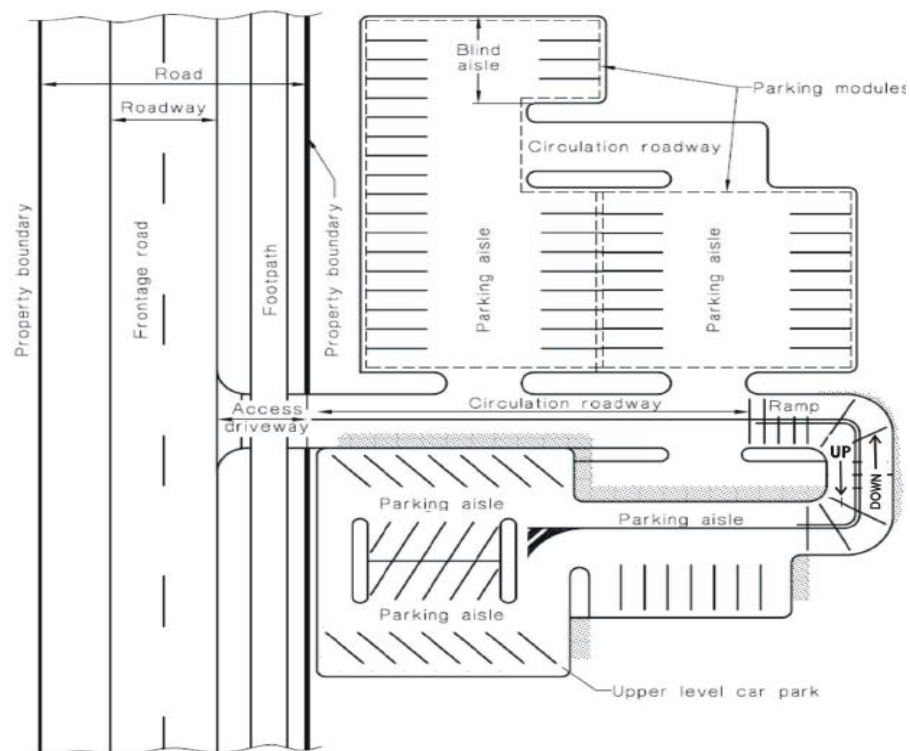 Road
Roadway
Blind
aisle
Parking modules
Circulation roadway
Property boundary
Frontage road
Footpath
Property boundary
Parking aisle
Parking aisle
Access
driveway
Circulation roadway
Ramp
UP
DOWN
Parking aisle
Parking aisle
Parking aisle
Upper level car park